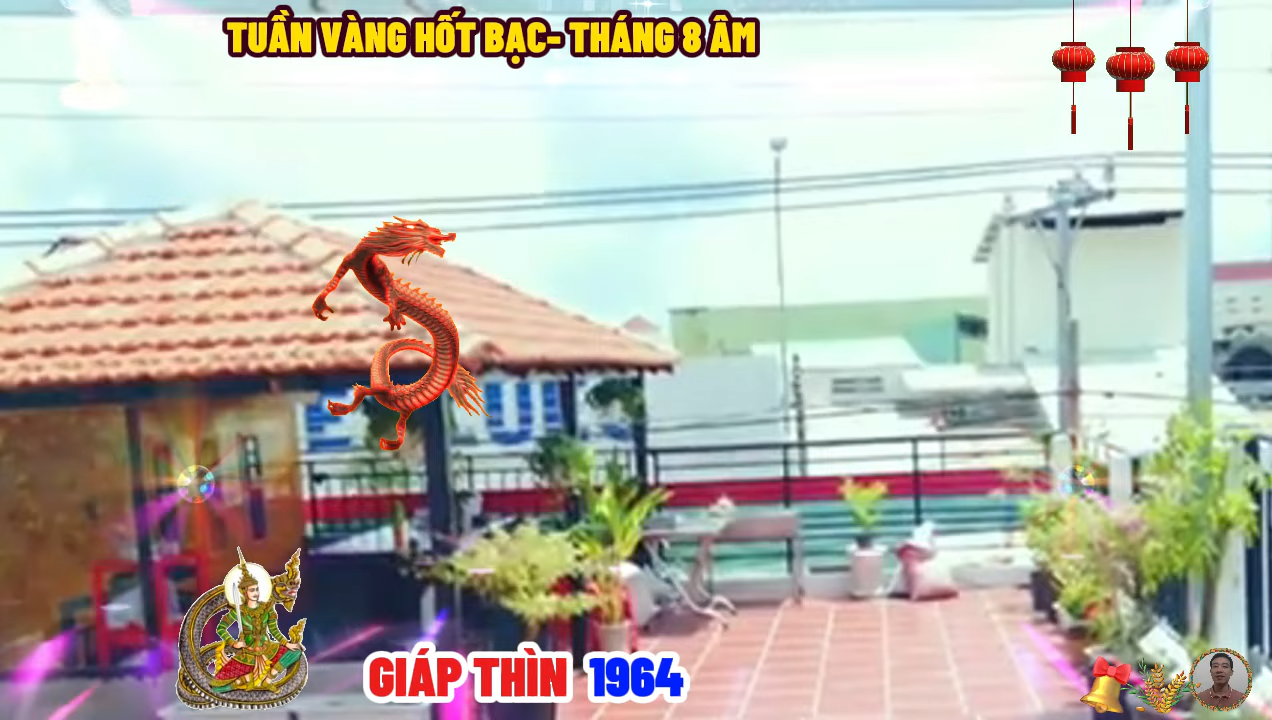 TUẦN VÀNG HỐT BẠC- THÁNG 8 ÂM
GIÁP THÌN 1964